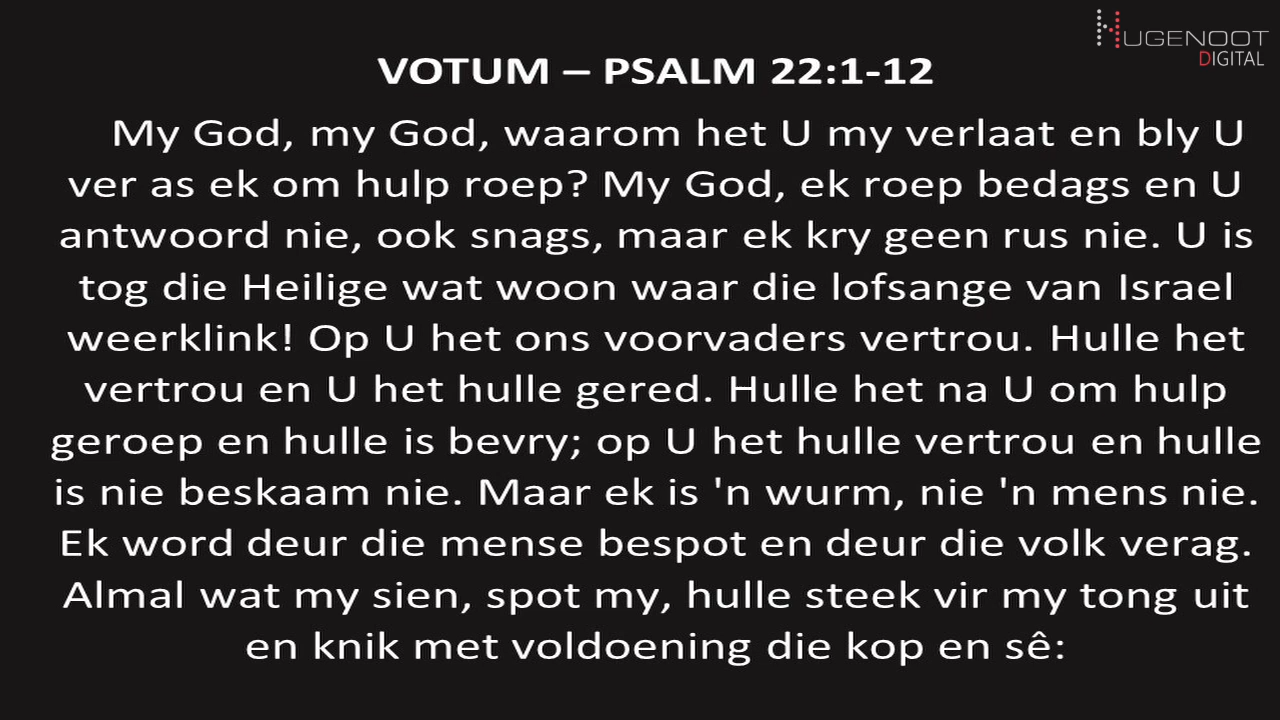 HUGENOOT
DIGITAL
VOTUM – PSALM 22:1-12
My God, my God, waarom het U my verlaat en bly U
ver as ek om hulp roep? My God, ek roep bedags en U
antwoord nie, ook snags, maar ek kry geen rus nie. U is
tog die Heilige wat woon waar die lofsange van Israel
weerklink! Op U het ons voorvaders vertrou. Hulle het
vertrou en U het hulle gered. Hulle het na U om hulp
geroep en hulle is bevry; op U het hulle vertrou en hulle
is nie beskaam nie. Maar ek is 'n wurm, nie 'n mens nie.
Ek word deur die mense bespot en deur die volk verag.
Almal wat my sien, spot my, hulle steek vir my tong uit
en knik met voldoening die kop en sê: